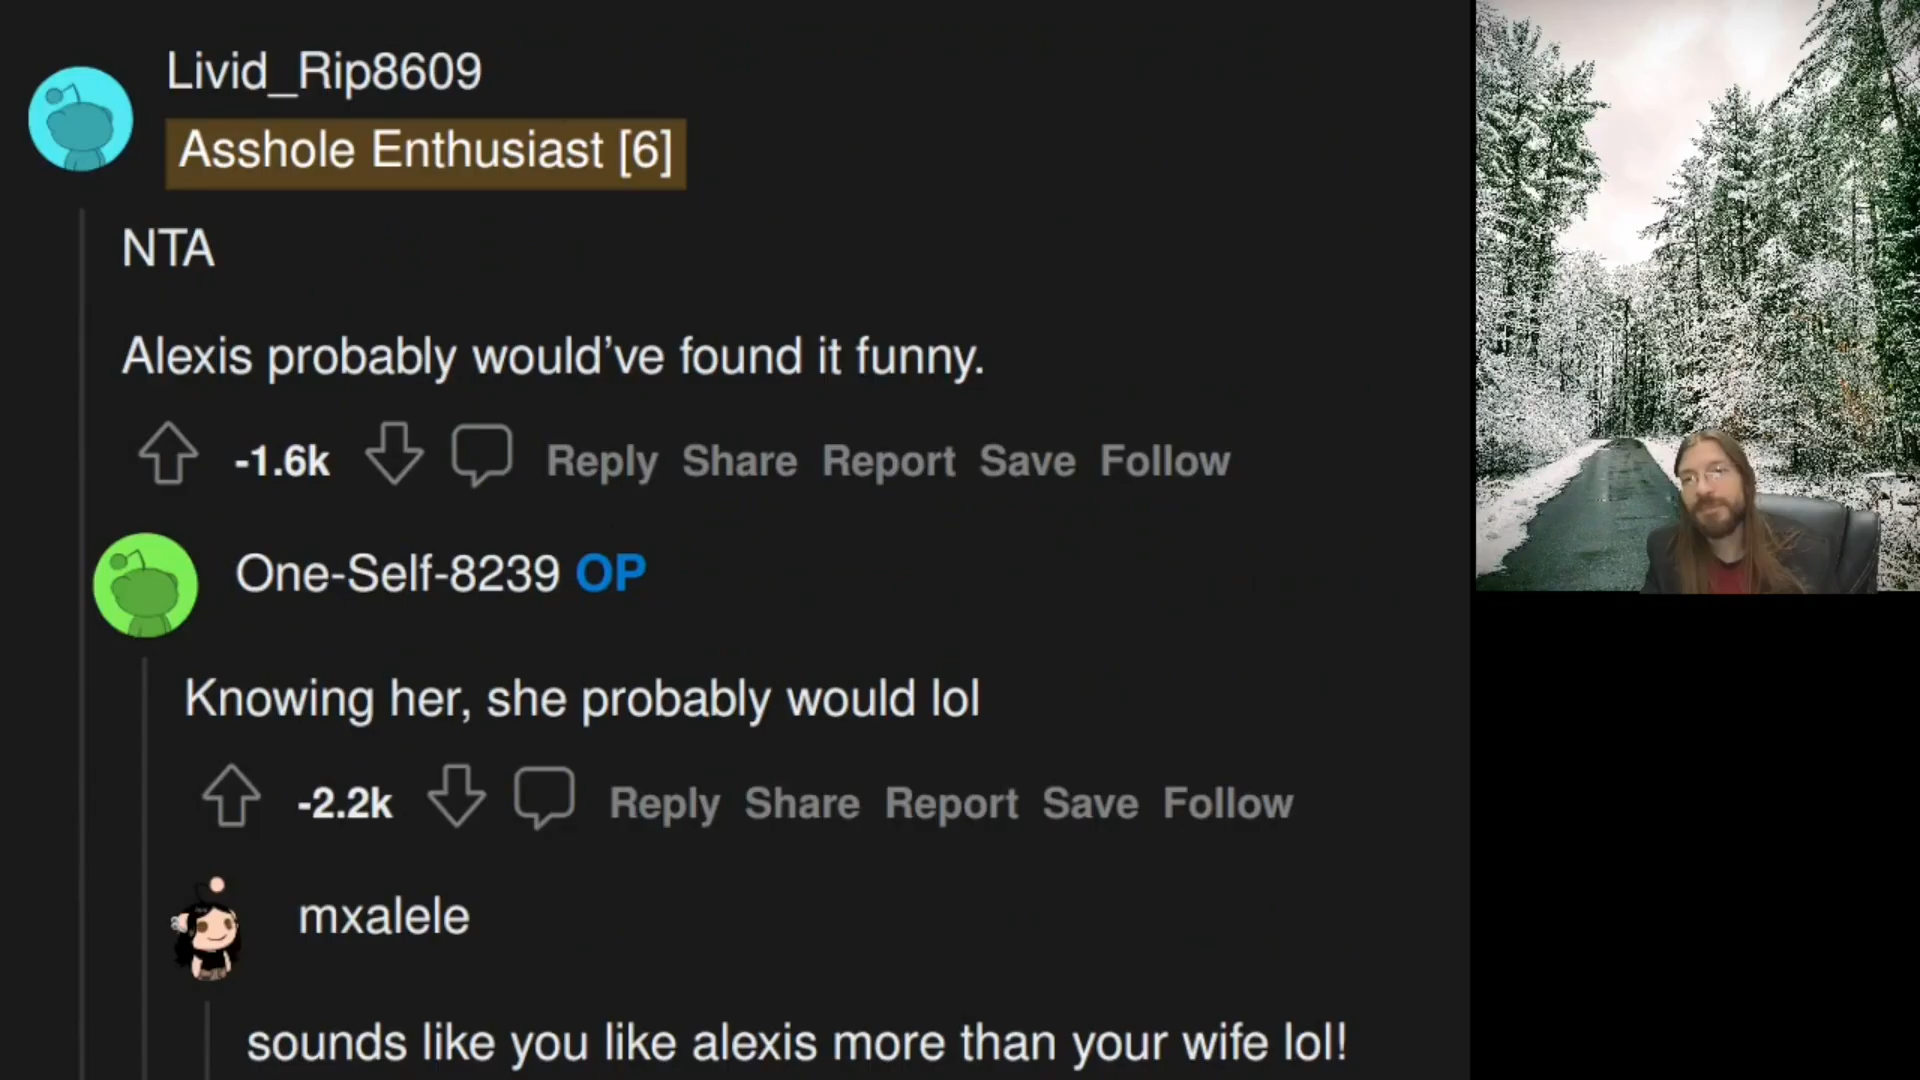 Livid_Rip8609
Asshole Enthusiast [6]
NTA
Alexis probably would’ve found it funny.
-1.6k Reply Share Report Save Follow
One-Self-8239 OP
Knowing her, she probably would lol
-2.2k Reply Share Report Save Follow
mxalele
sounds like you like alexis more than your wife lol!